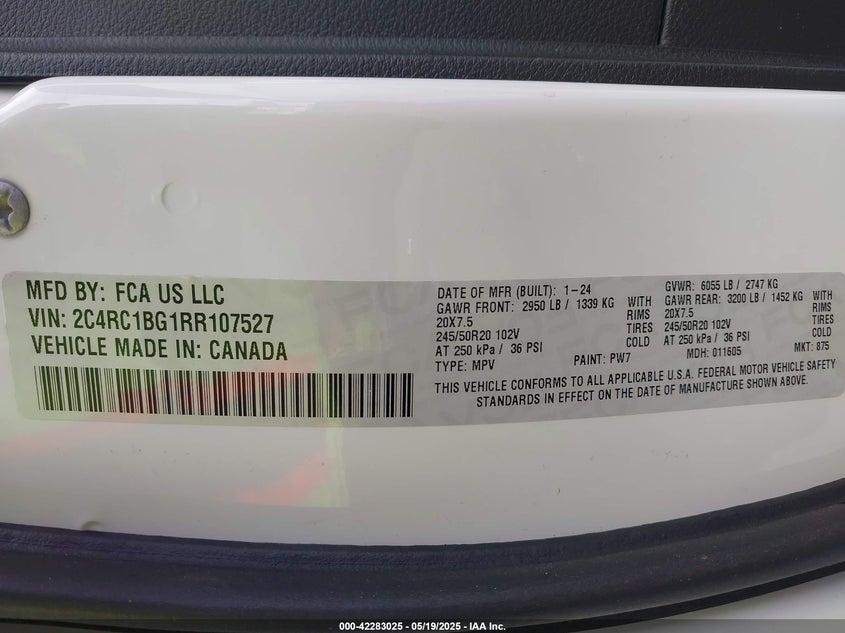 MFD BY: FCA US LLC
VIN: 2C4RC1BG1RR107527
VEHICLE MADE IN: CANADA
DATE OF MFR (BUILT): 1-24
GVWR: 6055 LB / 2747 KG
GAWR FRONT: 2950 LB / 1339 KG WITH
20X7.5 RIMS
245/50R20 102V TIRES
AT 250 kPa / 36 PSI COLD
GAWR REAR: 3200 LB / 1452 KG WITH
20X7.5 RIMS
245/50R20 102V TIRES
AT 250 kPa / 36 PSI COLD
TYPE: MPV PAINT: PW7 MDH: 011605 MKT: 875
THIS VEHICLE CONFORMS TO ALL APPLICABLE U.S.A. FEDERAL MOTOR VEHICLE SAFETY
STANDARDS IN EFFECT ON THE DATE OF MANUFACTURE SHOWN ABOVE.
000-42283025 - 05/19/2025 - IAA Inc.